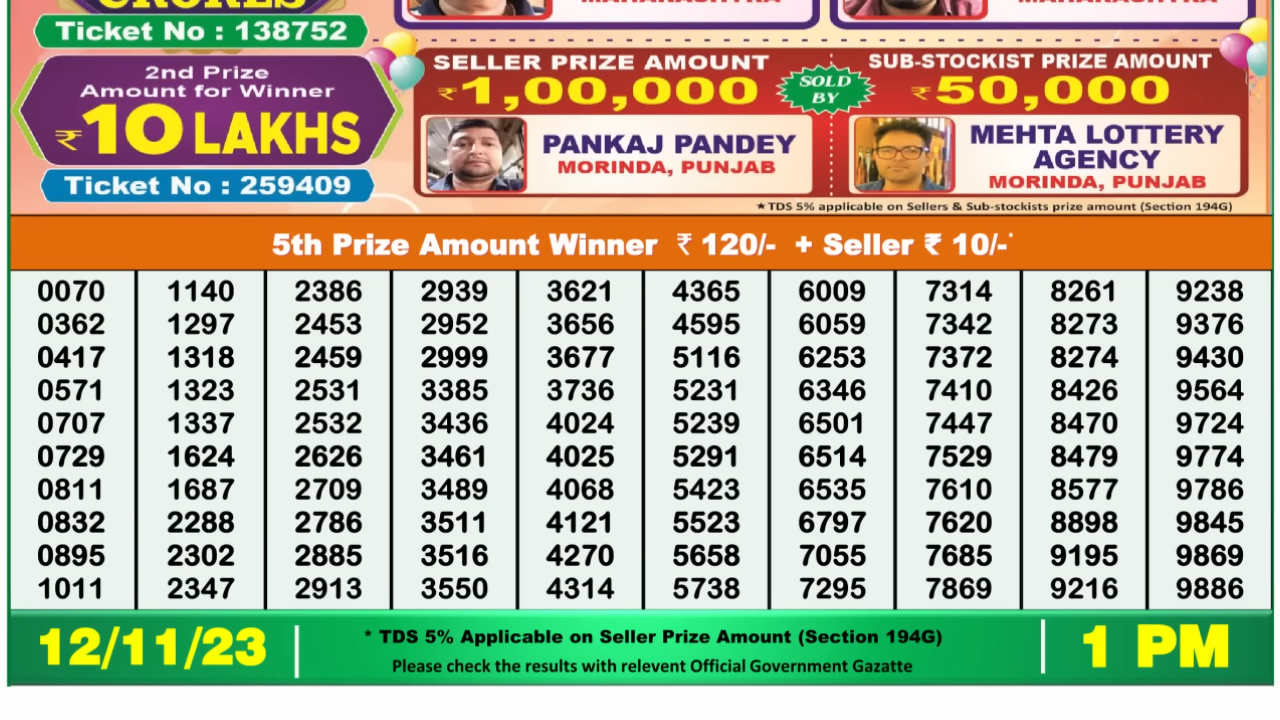 CRORES
MAHARASHTRA
MAHARASHTRA
Ticket No : 138752
2nd Prize
Amount for Winner
₹10 LAKHS
Ticket No : 259409
SELLER PRIZE AMOUNT
₹1,00,000
SOLD
BY
SUB-STOCKIST PRIZE AMOUNT
₹50,000
PANKAJ PANDEY
MORINDA, PUNJAB
MEHTA LOTTERY
AGENCY
MORINDA, PUNJAB
★TDS 5% applicable on Sellers & Sub-stockists prize amount (Section 194G)
5th Prize Amount Winner ₹ 120/- + Seller ₹ 10/-*
0070 1140 2386 2939 3621 4365 6009 7314 8261 9238
0362 1297 2453 2952 3656 4595 6059 7342 8273 9376
0417 1318 2459 2999 3677 5116 6253 7372 8274 9430
0571 1323 2531 3385 3736 5231 6346 7410 8426 9564
0707 1337 2532 3436 4024 5239 6501 7447 8470 9724
0729 1624 2626 3461 4025 5291 6514 7529 8479 9774
0811 1687 2709 3489 4068 5423 6535 7610 8577 9786
0832 2288 2786 3511 4121 5523 6797 7620 8898 9845
0895 2302 2885 3516 4270 5658 7055 7685 9195 9869
1011 2347 2913 3550 4314 5738 7295 7869 9216 9886
12/11/23
* TDS 5% Applicable on Seller Prize Amount (Section 194G)
Please check the results with relevent Official Government Gazatte
1 PM